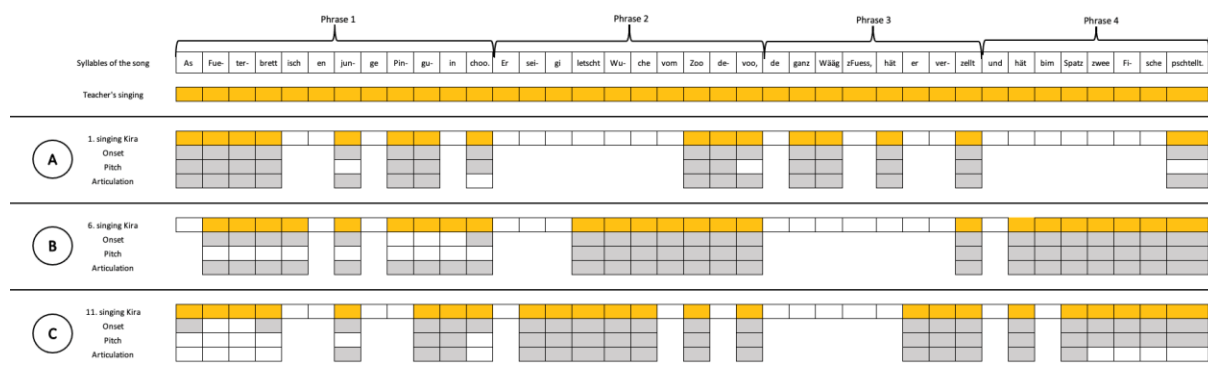 Phrase 1 Phrase 2 Phrase 3 Phrase 4
Syllables of the song As Fue- ter- brett isch en jun- ge Pin- gu- in choo. Er sei- gi letscht Wu- che vom Zoo de- voo, de ganz Wääg zFuess, hät er ver- zellt und hät bim Spatz zwee Fi- sche pschtellt.
Teacher's singing
A
1. singing Kira
Onset
Pitch
Articulation
B
6. singing Kira
Onset
Pitch
Articulation
C
11. singing Kira
Onset
Pitch
Articulation